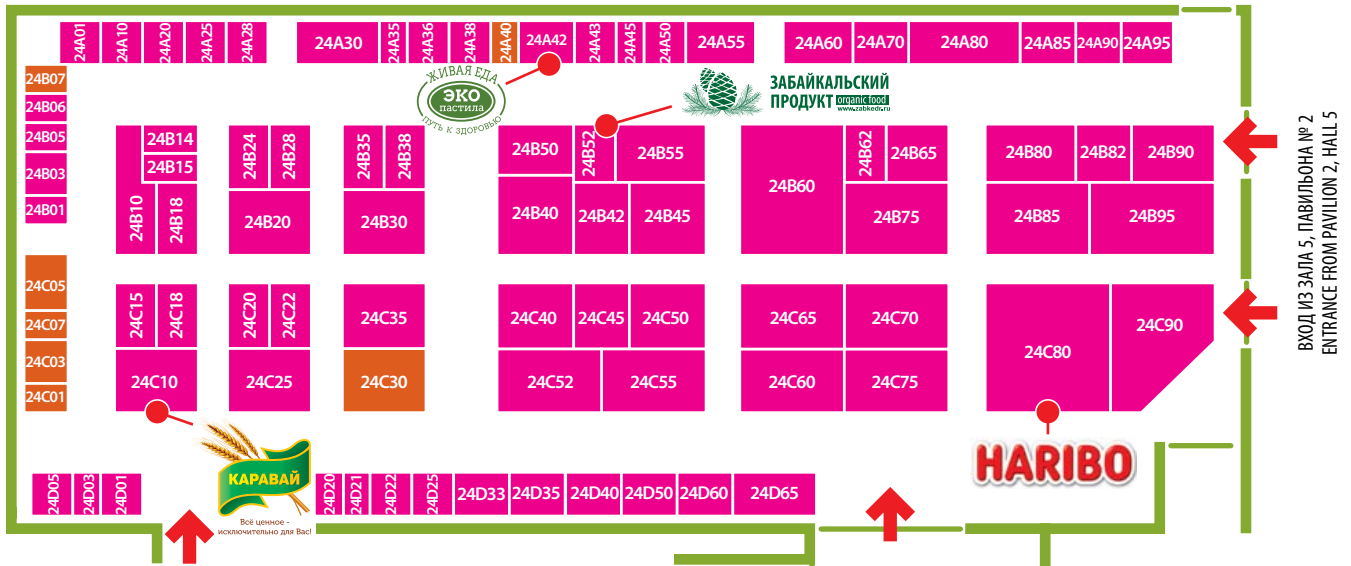 24A01 24A10 24A20 24A25 24A28 24A30 24A35 24A36 24A38 24A40 24A42 24A43 24A45 24A50 24A55 24A60 24A70 24A80 24A85 24A90 24A95
ЖИВАЯ ЕДА
ЭКО
пастила
ПУТЬ К ЗДОРОВЬЮ
ЗАБАЙКАЛЬСКИЙ
ПРОДУКТ organic food
www.zabkedr.ru
24B07
24B06
24B05
24B03
24B01
24B14
24B15
24B10 24B18
24B24 24B28
24B20
24B35 24B38
24B30
24B50 24B52 24B55
24B40 24B42 24B45
24B60
24B62 24B65
24B75
24B80 24B82 24B90
24B85 24B95
ВХОД ИЗ ЗАЛА 5, ПАВИЛЬОНА № 2
ENTRANCE FROM PAVILION 2, HALL 5
24C05
24C07
24C03
24C01
24C15 24C18
24C10
24C20 24C22
24C25
24C35
24C30
24C40 24C45 24C50
24C52 24C55
24C65 24C70
24C60 24C75
24C80
24C90
КАРАВАЙ
Всё ценное -
исключительно для Вас!
HARIBO
24D05 24D03 24D01 24D20 24D21 24D22 24D25 24D33 24D35 24D40 24D50 24D60 24D65